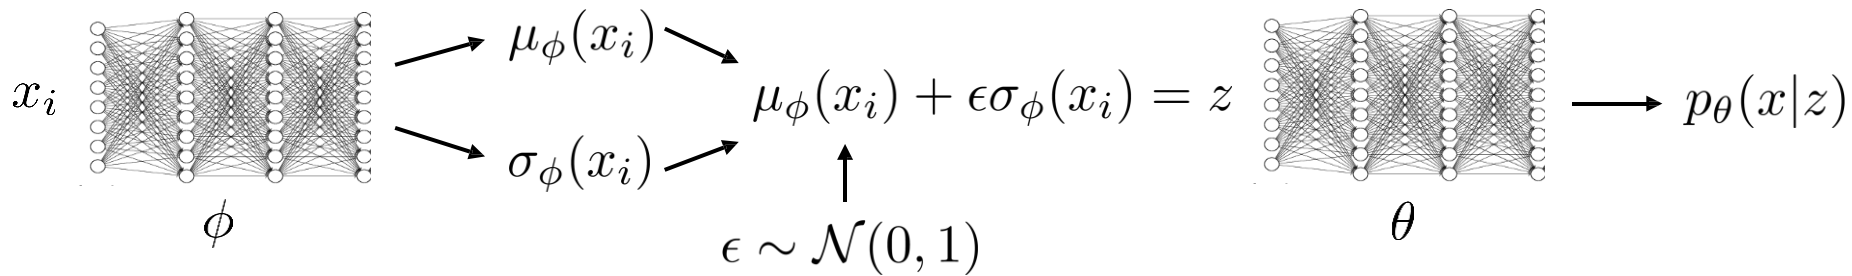 x_i
ϕ
μ_ϕ(x_i)
σ_ϕ(x_i)
μ_ϕ(x_i) + ϵσ_ϕ(x_i) = z
ϵ ∼ 𝒩(0, 1)
θ
p_θ(x|z)